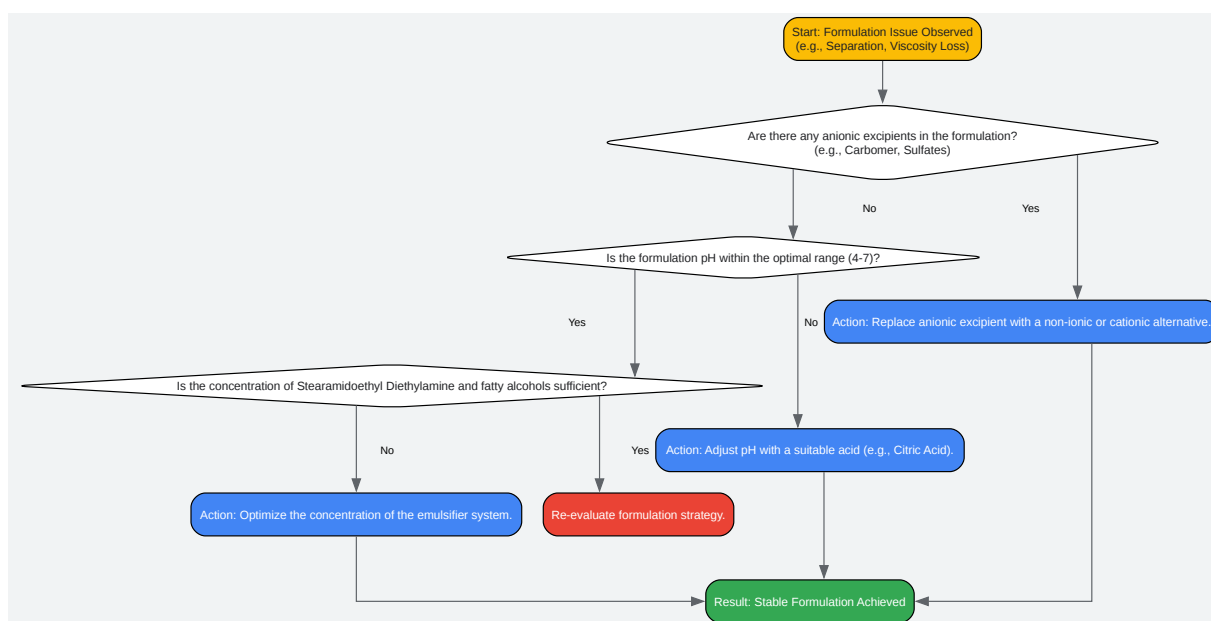 Start: Formulation Issue Observed
(e.g., Separation, Viscosity Loss)
Are there any anionic excipients in the formulation?
(e.g., Carbomer, Sulfates)
No
Yes
Is the formulation pH within the optimal range (4-7)?
Yes
No
Action: Replace anionic excipient with a non-ionic or cationic alternative.
Is the concentration of Stearamidoethyl Diethylamine and fatty alcohols sufficient?
No
Yes
Action: Adjust pH with a suitable acid (e.g., Citric Acid).
Action: Optimize the concentration of the emulsifier system.
Re-evaluate formulation strategy.
Result: Stable Formulation Achieved